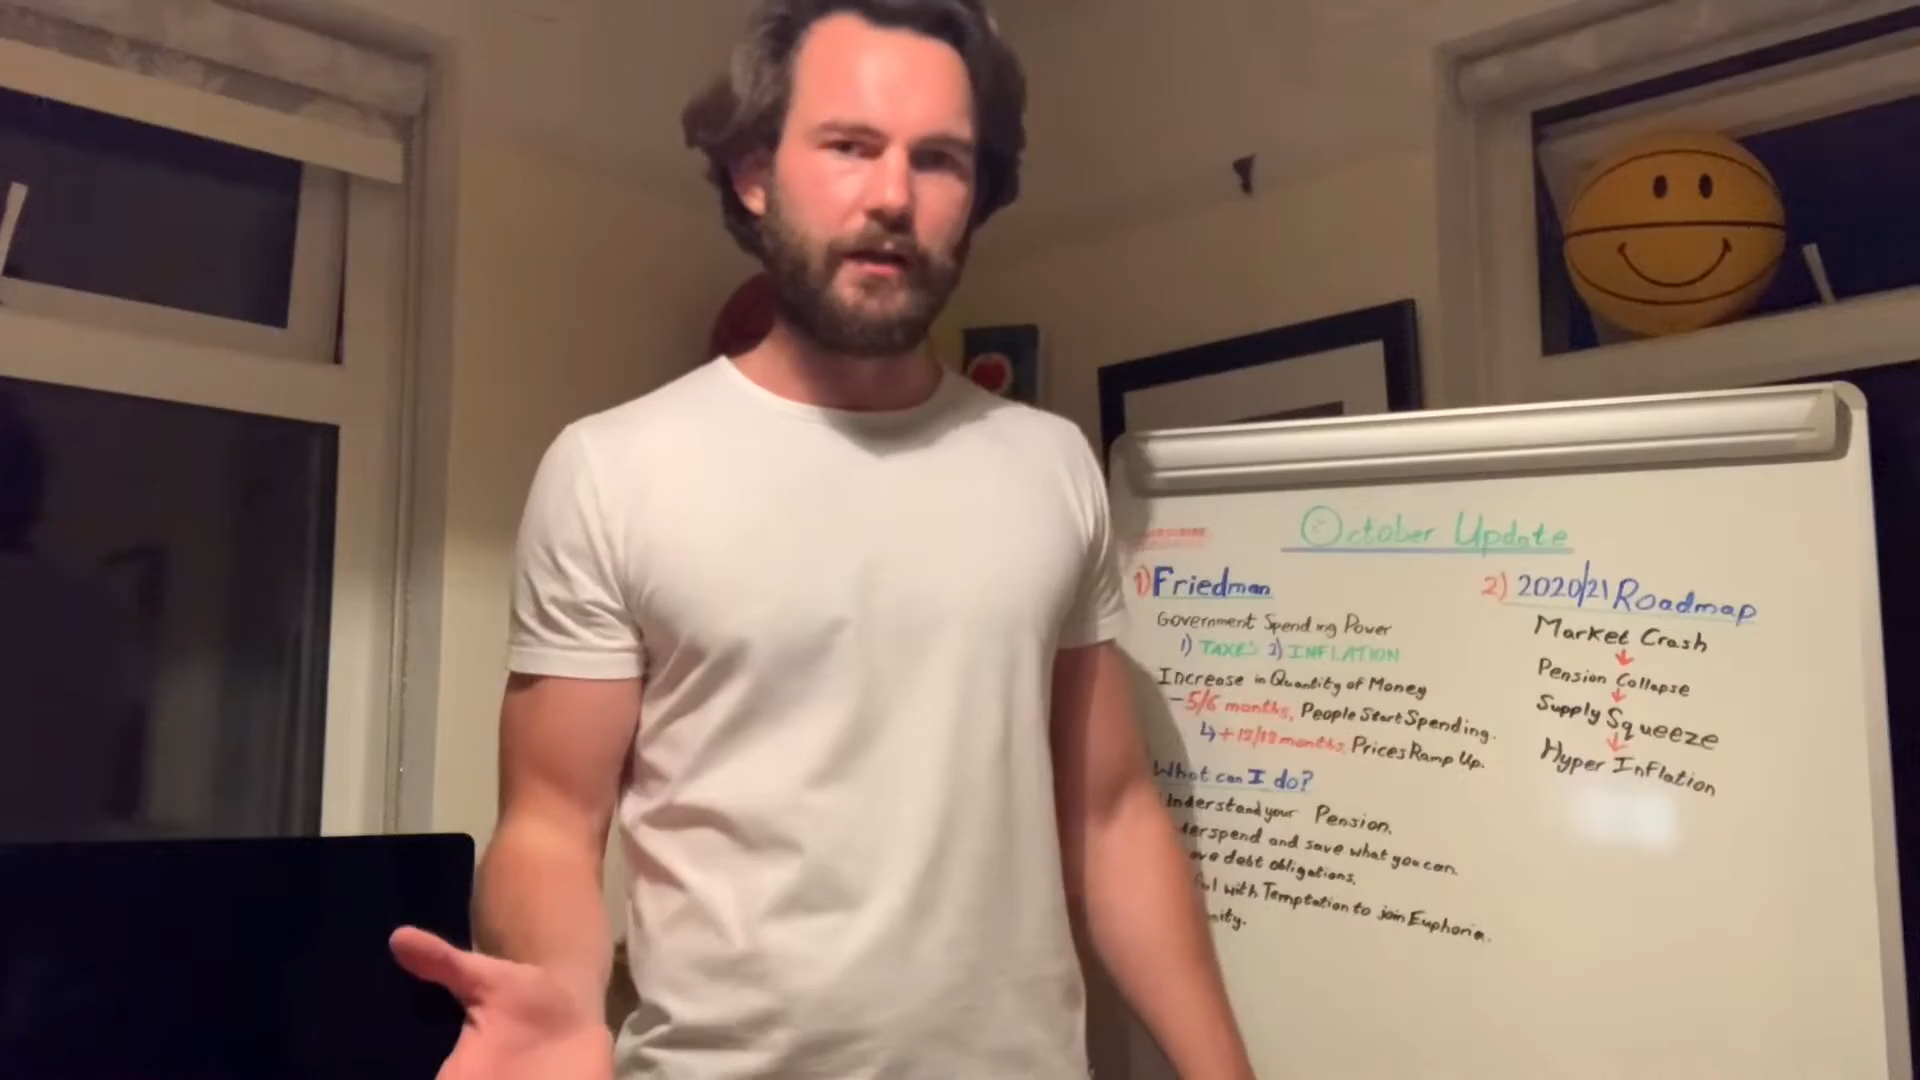 October Update
SUBSCRIBE
1) Friedman
Government Spending Power
1) TAXES 2) INFLATION
Increase in Quantity of Money
- 5/6 months, People Start Spending.
↳ + 12/18 months, Prices Ramp Up.
What can I do?
Understand your Pension.
and save what you can.
debt obligations.
with Temptation to join Euphoria.
2) 2020/21 Roadmap
Market Crash
↓
Pension Collapse
↓
Supply Squeeze
↓
Hyper Inflation